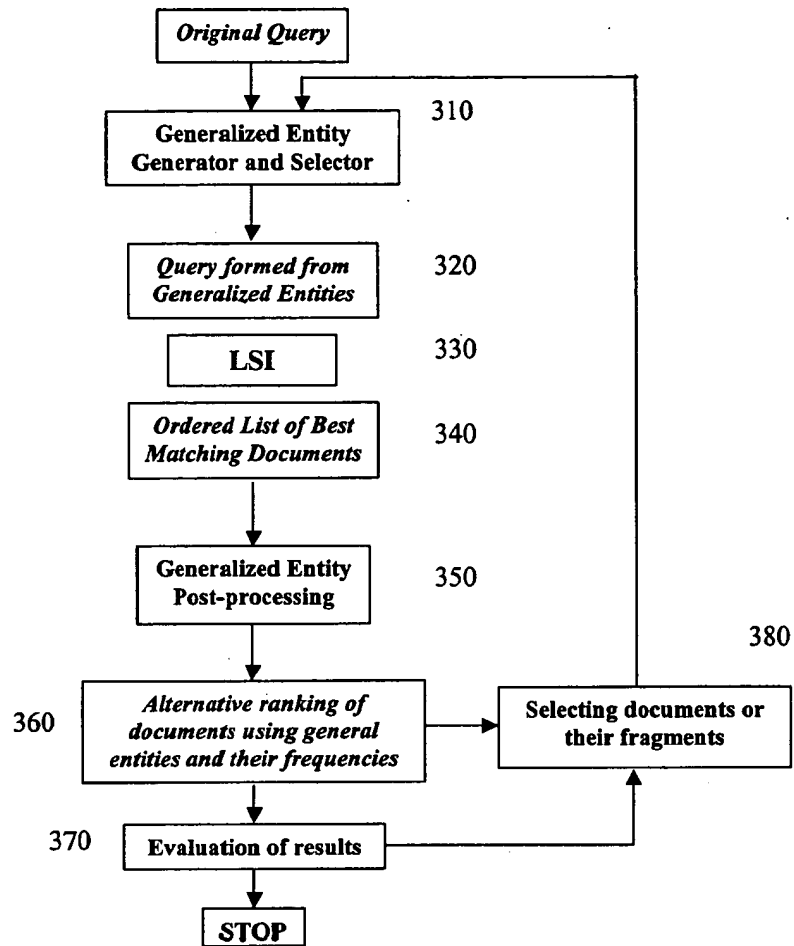 Original Query
310
Generalized Entity
Generator and Selector
Query formed from
Generalized Entities
320
LSI
330
Ordered List of Best
Matching Documents
340
Generalized Entity
Post-processing
350
380
360
Alternative ranking of
documents using general
entities and their frequencies
Selecting documents or
their fragments
370
Evaluation of results
STOP